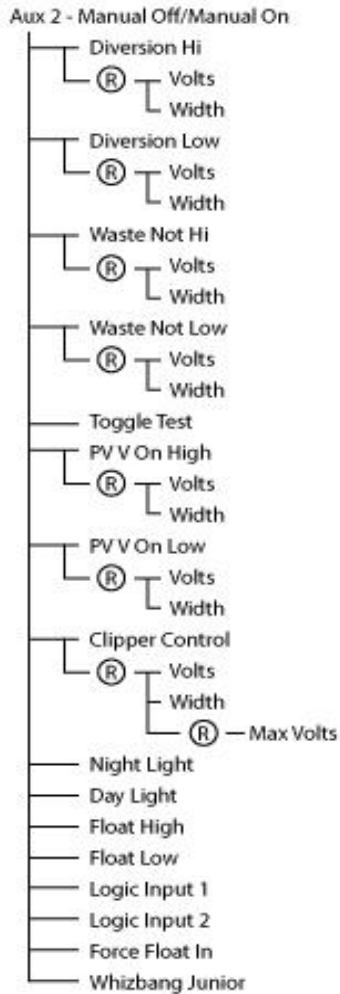 Aux 2 - Manual Off/Manual On
Diversion Hi
R Volts
Width
Diversion Low
R Volts
Width
Waste Not Hi
R Volts
Width
Waste Not Low
R Volts
Width
Toggle Test
PV V On High
R Volts
Width
PV V On Low
R Volts
Width
Clipper Control
R Volts
Width
R Max Volts
Night Light
Day Light
Float High
Float Low
Logic Input 1
Logic Input 2
Force Float In
Whizbang Junior